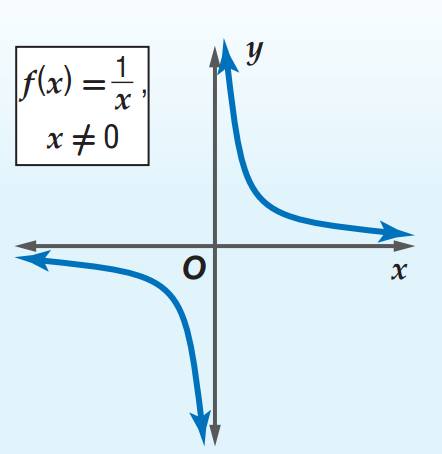 f(x) = 1/x,
x ≠ 0
y
O
x